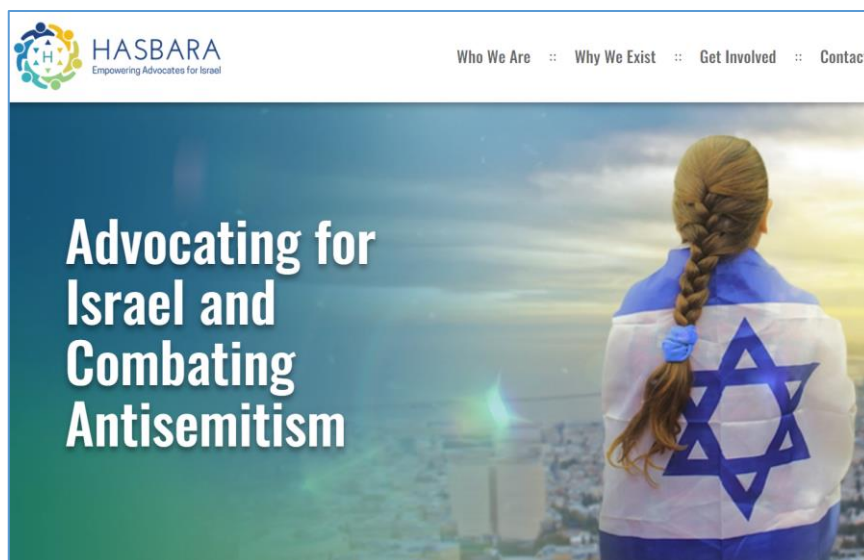 HASBARA
Empowering Advocates for Israel
Who We Are :: Why We Exist :: Get Involved :: Contac
Advocating for
Israel and
Combating
Antisemitism